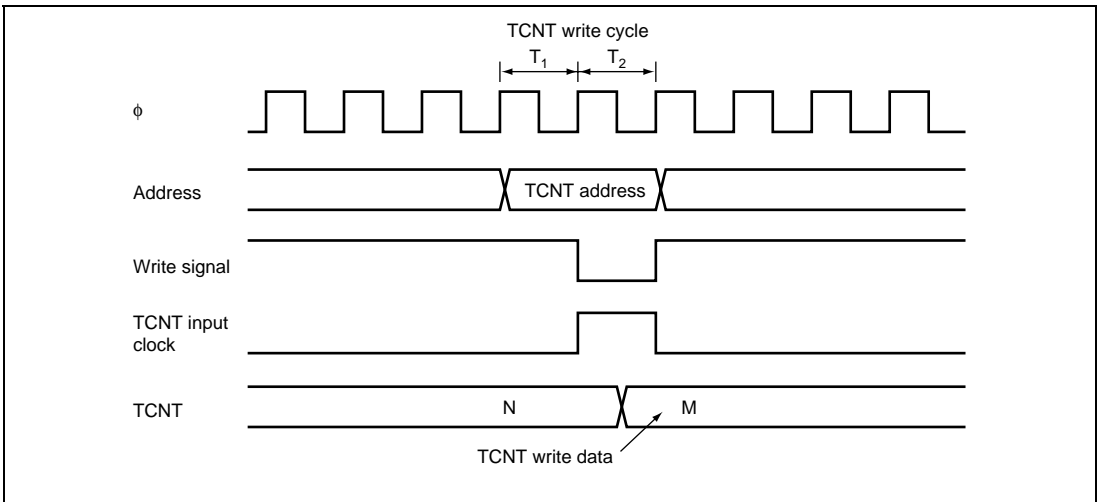 TCNT write cycle
T1 T2
ϕ
Address
TCNT address
Write signal
TCNT input
clock
TCNT
N
M
TCNT write data